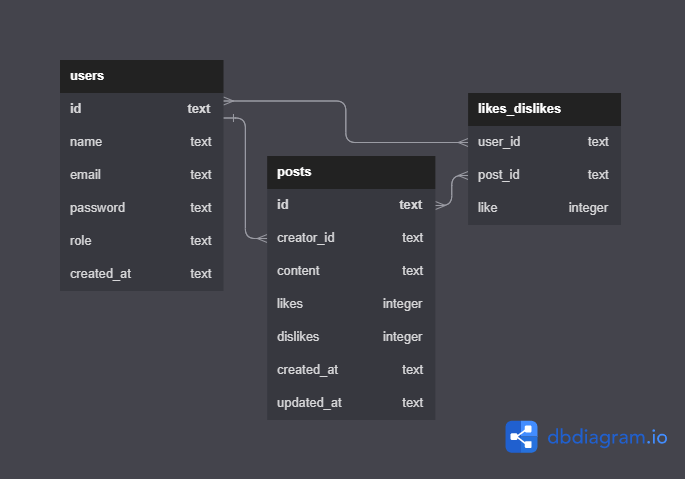 users
id text
name text
email text
password text
role text
created_at text
posts
id text
creator_id text
content text
likes integer
dislikes integer
created_at text
updated_at text
likes_dislikes
user_id text
post_id text
like integer
dbdiagram.io